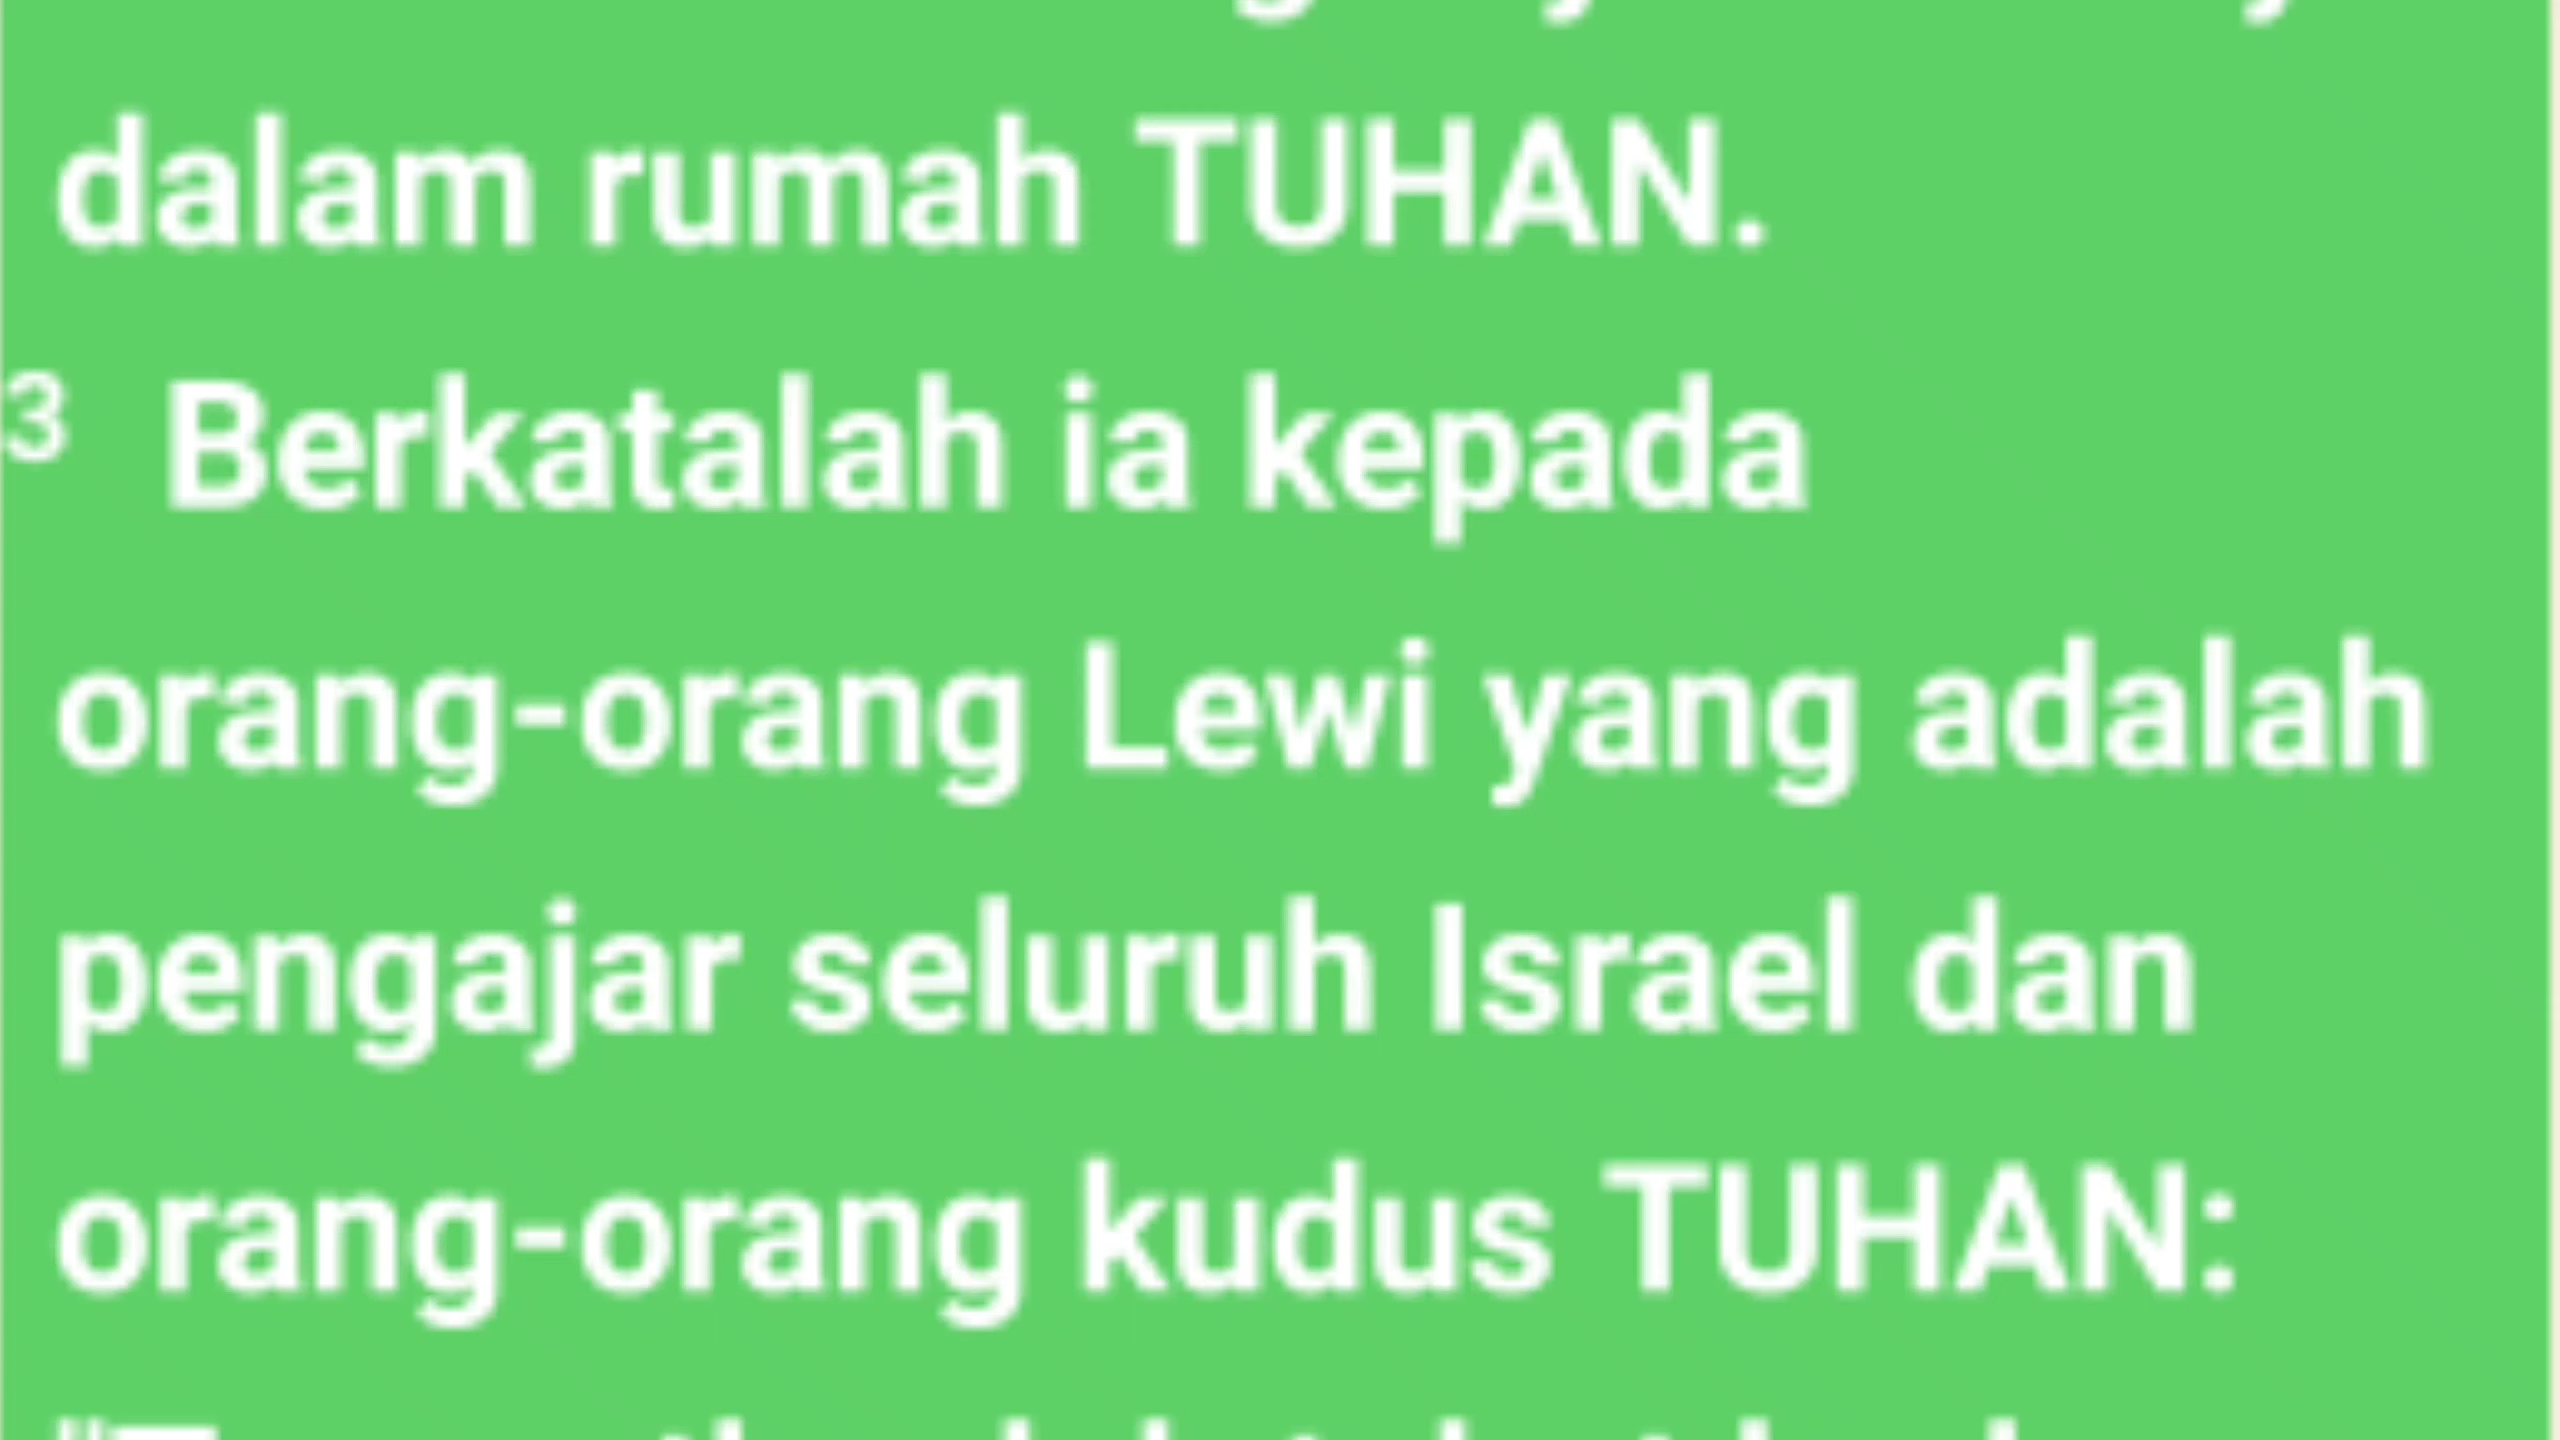 dalam rumah TUHAN.
3 Berkatalah ia kepada
orang-orang Lewi yang adalah
pengajar seluruh Israel dan
orang-orang kudus TUHAN: